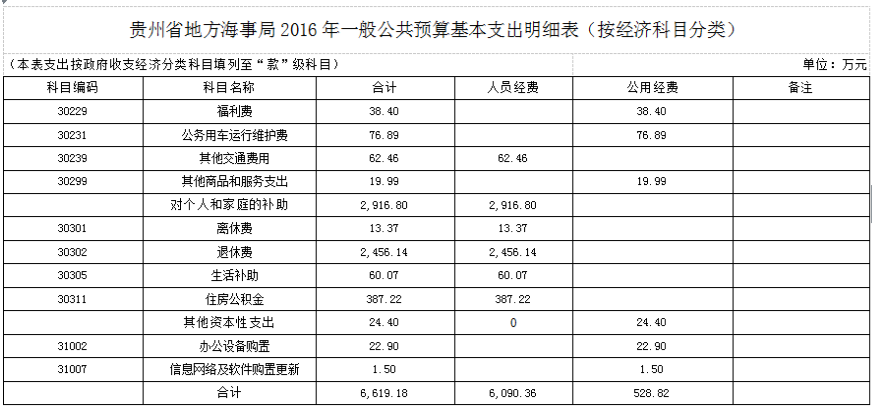 贵州省地方海事局2016年一般公共预算基本支出明细表（按经济科目分类）
（本表支出按政府收支经济分类科目填列至“款”级科目） 单位：万元
科目编码 科目名称 合计 人员经费 公用经费 备注
30229 福利费 38.40 38.40
30231 公务用车运行维护费 76.89 76.89
30239 其他交通费用 62.46 62.46
30299 其他商品和服务支出 19.99 19.99
对个人和家庭的补助 2,916.80 2,916.80
30301 离休费 13.37 13.37
30302 退休费 2,456.14 2,456.14
30305 生活补助 60.07 60.07
30311 住房公积金 387.22 387.22
其他资本性支出 24.40 0 24.40
31002 办公设备购置 22.90 22.90
31007 信息网络及软件购置更新 1.50 1.50
合计 6,619.18 6,090.36 528.82